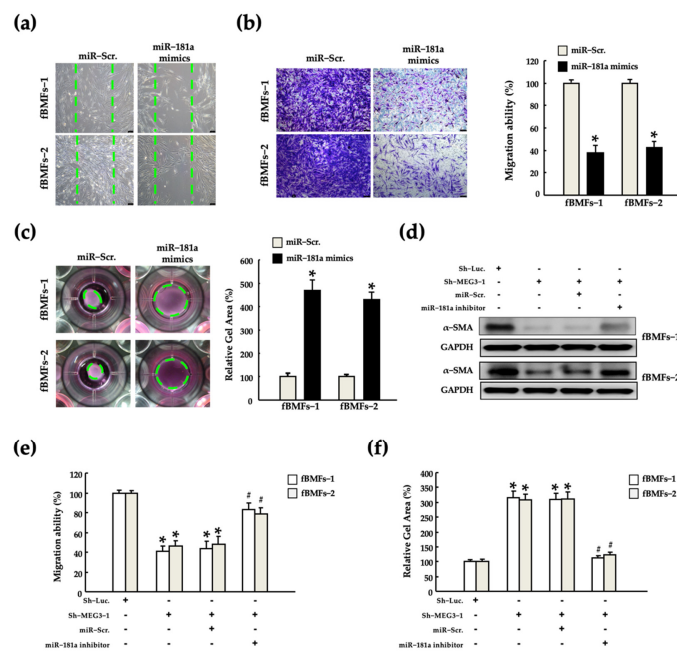 (a)
miR–Scr.
miR–181a
mimics
fBMFs–1
fBMFs–2
(b)
miR–Scr.
miR–181a
mimics
fBMFs–1
fBMFs–2
miR–Scr.
miR–181a mimics
Migration ability (%)
120
100
80
60
40
20
0
*
*
fBMFs–1
fBMFs–2
(c)
miR–Scr.
miR–181a
mimics
fBMFs–1
fBMFs–2
miR–Scr.
miR–181a mimics
Relative Gel Area (%)
600
500
400
300
200
100
0
*
*
fBMFs–1
fBMFs–2
(d)
Sh–Luc. + - - -
Sh–MEG3–1 - + + +
miR–Scr. - - + -
miR–181a inhibitor - - - +
α–SMA
GAPDH
fBMFs–1
α–SMA
GAPDH
fBMFs–2
(e)
fBMFs–1
fBMFs–2
Migration ability (%)
120
100
80
60
40
20
0
* * * * # #
Sh–Luc. + - - -
Sh–MEG3–1 - + + +
miR–Scr. - - + -
miR–181a inhibitor - - - +
(f)
fBMFs–1
fBMFs–2
Relative Gel Area (%)
400
350
300
250
200
150
100
50
0
* * * * # #
Sh–Luc. + - - -
Sh–MEG3–1 - + + +
miR–Scr. - - + -
miR–181a inhibitor - - - +